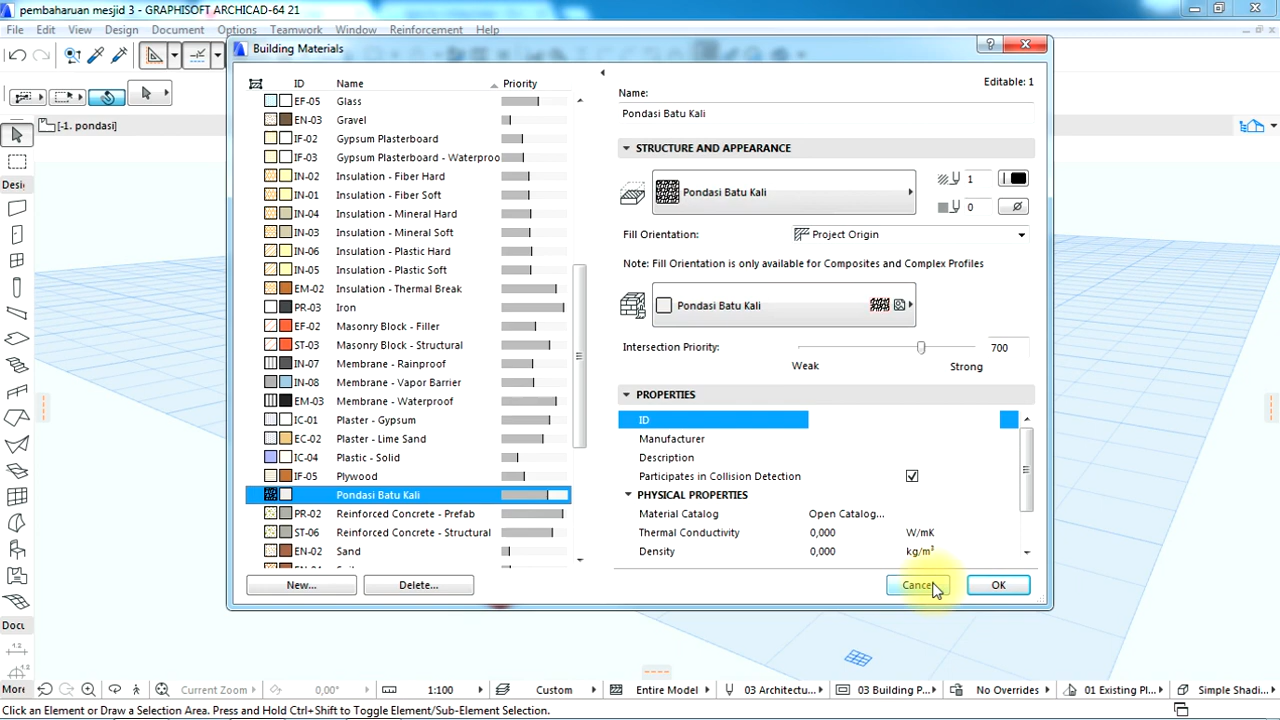 pembaharuan mesjid 3 - GRAPHISOFT ARCHICAD-64 21
File Edit View Design Document Options Teamwork Window Reinforcement Help
[-1. pondasi]
Building Materials
ID Name Priority
EF-05 Glass
EN-03 Gravel
IF-02 Gypsum Plasterboard
IF-03 Gypsum Plasterboard - Waterproo
IN-02 Insulation - Fiber Hard
IN-01 Insulation - Fiber Soft
IN-04 Insulation - Mineral Hard
IN-03 Insulation - Mineral Soft
IN-06 Insulation - Plastic Hard
IN-05 Insulation - Plastic Soft
EM-02 Insulation - Thermal Break
PR-03 Iron
EF-02 Masonry Block - Filler
ST-03 Masonry Block - Structural
IN-07 Membrane - Rainproof
IN-08 Membrane - Vapor Barrier
EM-03 Membrane - Waterproof
IC-01 Plaster - Gypsum
EC-02 Plaster - Lime Sand
IC-04 Plastic - Solid
IF-05 Plywood
Pondasi Batu Kali
PR-02 Reinforced Concrete - Prefab
ST-06 Reinforced Concrete - Structural
EN-02 Sand
New... Delete...
Editable: 1
Name:
Pondasi Batu Kali
STRUCTURE AND APPEARANCE
Pondasi Batu Kali 1
0
Fill Orientation: Project Origin
Note: Fill Orientation is only available for Composites and Complex Profiles
Pondasi Batu Kali
Intersection Priority: 700
Weak Strong
PROPERTIES
ID
Manufacturer
Description
Participates in Collision Detection
PHYSICAL PROPERTIES
Material Catalog Open Catalog...
Thermal Conductivity 0,000 W/mK
Density 0,000 kg/m³
Cancel OK
Desi
Docu
More
Current Zoom 0,00° 1:100 Custom Entire Model 03 Architectu... 03 Building P... No Overrides 01 Existing Pl... Simple Shadi...
Click an Element or Draw a Selection Area. Press and Hold Ctrl+Shift to Toggle Element/Sub-Element Selection.